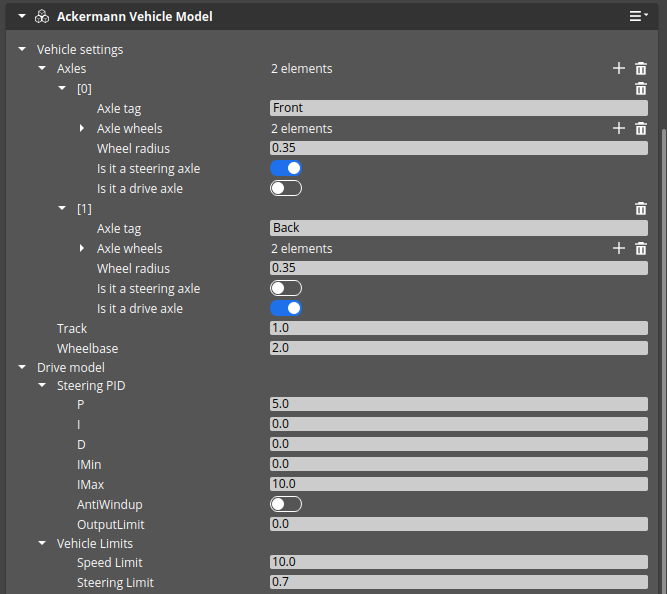 Ackermann Vehicle Model
Vehicle settings
Axles 2 elements
[0]
Axle tag Front
Axle wheels 2 elements
Wheel radius 0.35
Is it a steering axle
Is it a drive axle
[1]
Axle tag Back
Axle wheels 2 elements
Wheel radius 0.35
Is it a steering axle
Is it a drive axle
Track 1.0
Wheelbase 2.0
Drive model
Steering PID
P 5.0
I 0.0
D 0.0
IMin 0.0
IMax 10.0
AntiWindup
OutputLimit 0.0
Vehicle Limits
Speed Limit 10.0
Steering Limit 0.7